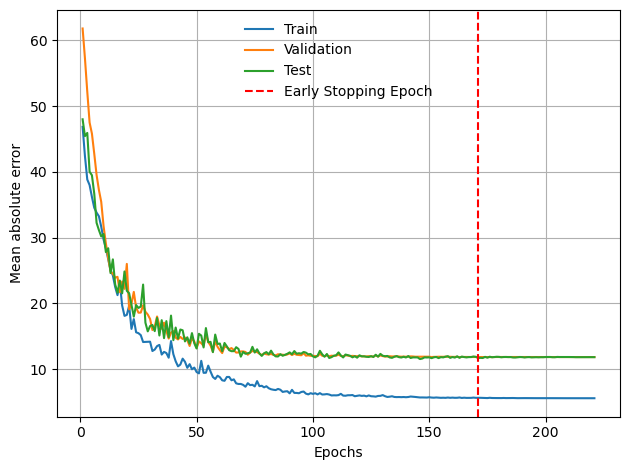 Train
Validation
Test
Early Stopping Epoch
Mean absolute error
60
50
40
30
20
10
0
50
100
150
200
Epochs